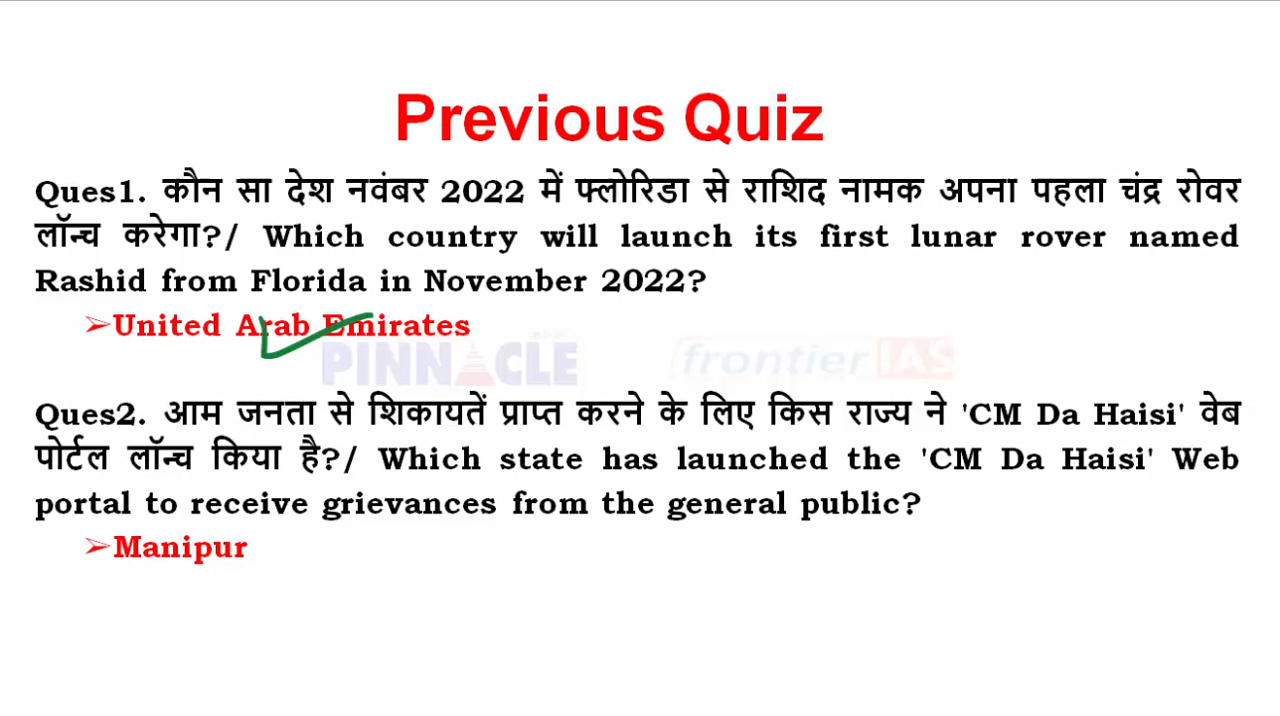 Previous Quiz
Ques1. कौन सा देश नवंबर 2022 में फ्लोरिडा से राशिद नामक अपना पहला चंद्र रोवर
लॉन्च करेगा?/ Which country will launch its first lunar rover named
Rashid from Florida in November 2022?
➢United Arab Emirates
PINNACLE frontier IAS
Ques2. आम जनता से शिकायतें प्राप्त करने के लिए किस राज्य ने 'CM Da Haisi' वेब
पोर्टल लॉन्च किया है?/ Which state has launched the 'CM Da Haisi' Web
portal to receive grievances from the general public?
➢Manipur